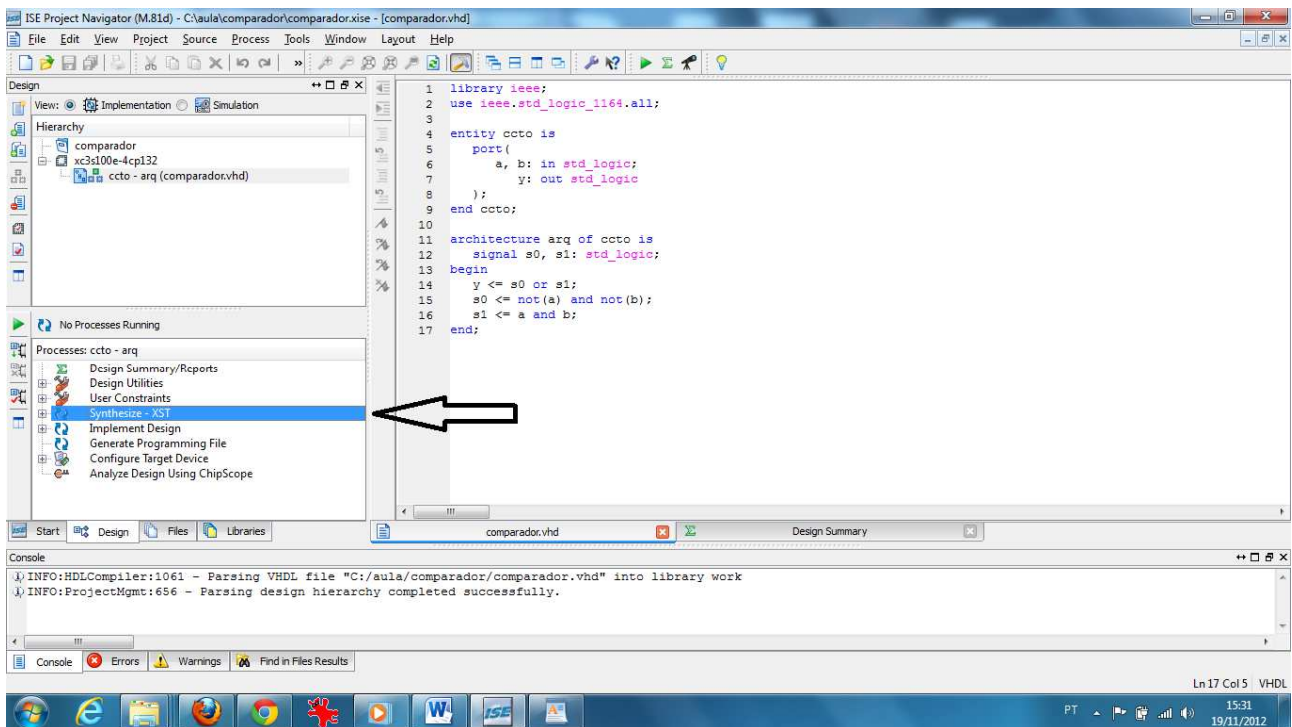 ISE Project Navigator (M.81d) - C:\aula\comparador\comparador.xise - [comparador.vhd]
File Edit View Project Source Process Tools Window Layout Help
Design
View: Implementation Simulation
Hierarchy
comparador
xc3s100e-4cp132
ccto - arq (comparador.vhd)
No Processes Running
Processes: ccto - arq
Design Summary/Reports
Design Utilities
User Constraints
Synthesize - XST
Implement Design
Generate Programming File
Configure Target Device
Analyze Design Using ChipScope
Start Design Files Libraries
1 library ieee;
2 use ieee.std_logic_1164.all;
3
4 entity ccto is
5 port(
6 a, b: in std_logic;
7 y: out std_logic
8 );
9 end ccto;
10
11 architecture arq of ccto is
12 signal s0, s1: std_logic;
13 begin
14 y <= s0 or s1;
15 s0 <= not(a) and not(b);
16 s1 <= a and b;
17 end;
comparador.vhd Design Summary
Console
INFO:HDLCompiler:1061 - Parsing VHDL file "C:/aula/comparador/comparador.vhd" into library work
INFO:ProjectMgmt:656 - Parsing design hierarchy completed successfully.
Console Errors Warnings Find in Files Results
Ln 17 Col 5 VHDL
ISE
PT
15:31
19/11/2012